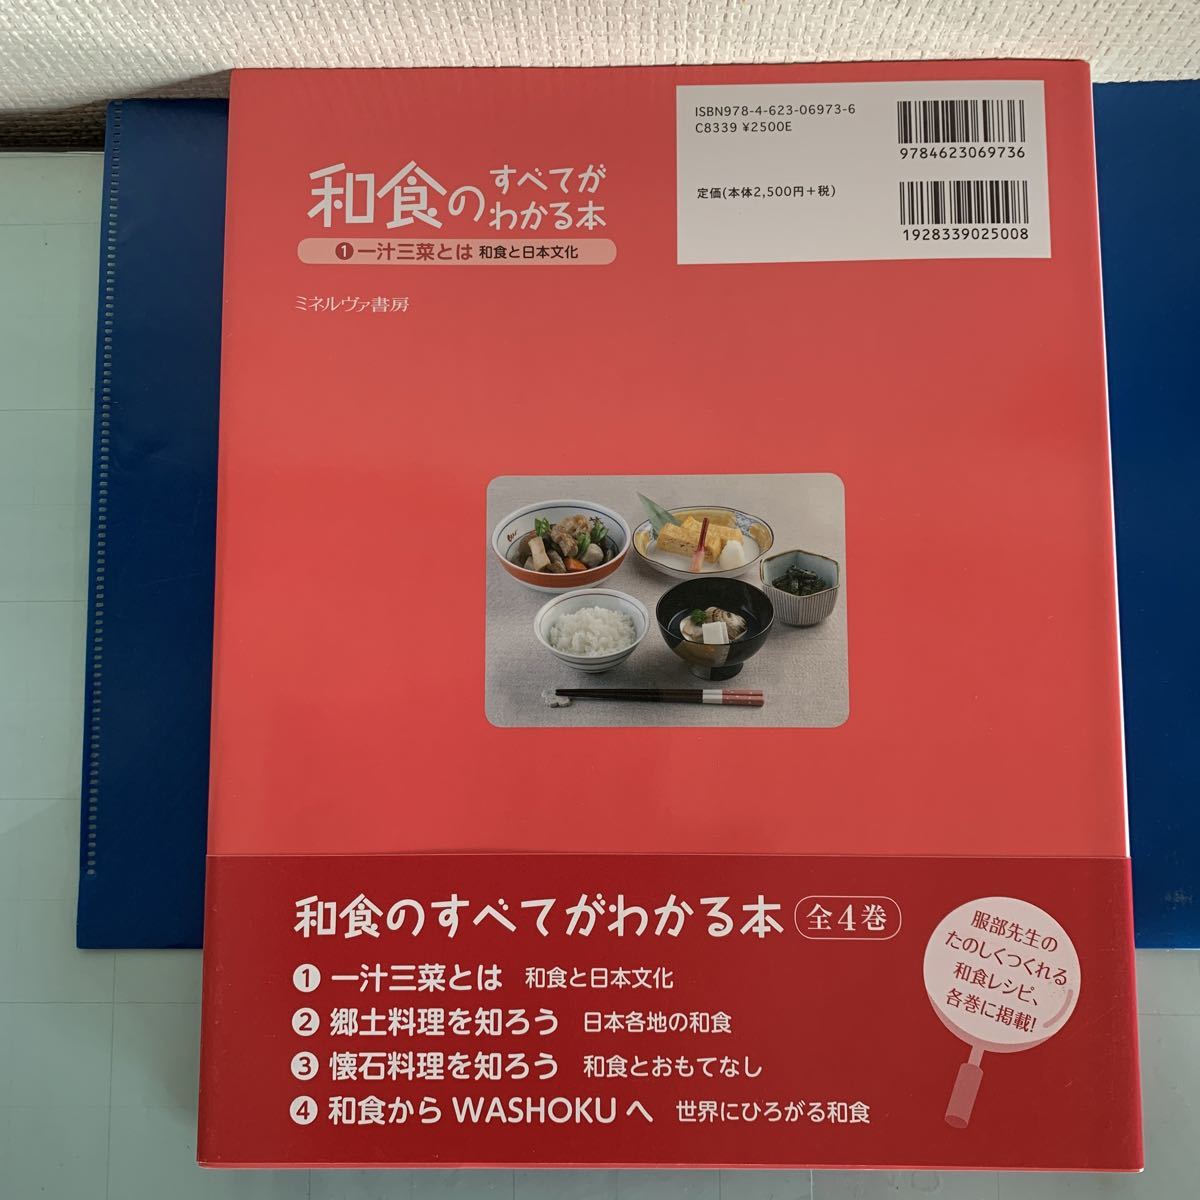 ISBN978-4-623-06973-6
C8339 ¥2500E
定価(本体2,500円+税)
9784623069736
1928339025008
和食のすべてが
わかる本
❶一汁三菜とは 和食と日本文化
ミネルヴァ書房
和食のすべてがわかる本 全4巻
❶ 一汁三菜とは 和食と日本文化
❷ 郷土料理を知ろう 日本各地の和食
❸ 懐石料理を知ろう 和食とおもてなし
❹ 和食から WASHOKU へ 世界にひろがる和食
服部先生の
たのしくつくれる
和食レシピ、
各巻に掲載!